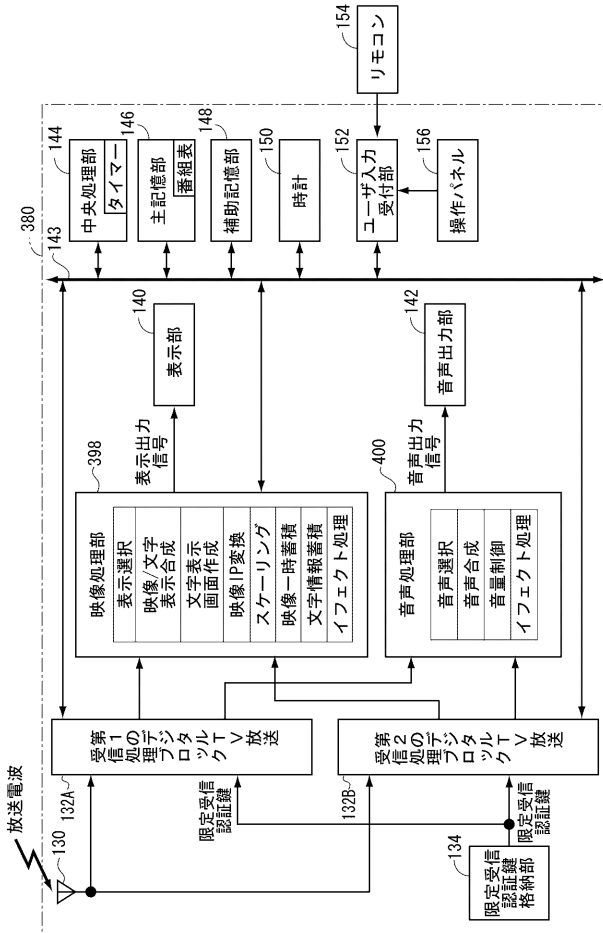 放送電波
130
132A
受第
信1
処の
理デ
ブジ
ロタ
ッル
クT
V
放
送
132B
受第
信2
処の
理デ
ブジ
ロタ
ッル
クT
V
放
送
限定受信
認証鍵
限定受信
認証鍵
134
限定受信
認証鍵
格納部
398
映像処理部
表示選択
映像/文字
表示合成
文字表示
画面作成
映像IP変換
スケーリング
映像一時蓄積
文字情報蓄積
イフェクト処理
400
音声処理部
音声選択
音声合成
音量制御
イフェクト処理
表示出力
信号
140
表示部
音声出力
信号
142
音声出力部
380
143
144
中央処理部
タイマー
146
主記憶部
番組表
148
補助記憶部
150
時計
152
ユーザ入力
受付部
154
リモコン
156
操作パネル